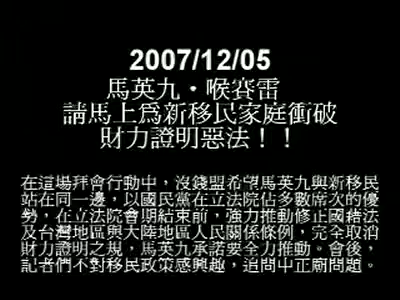 2007/12/05
馬英九‧喉賽雷
請馬上為新移民家庭衝破
財力證明惡法！！
在這場拜會行動中，沒錢盟希望馬英九與新移民
站在同一邊，以國民黨在立法院佔多數席次的優
勢，在立法院會期結束前，強力推動修正國籍法
及台灣地區與大陸地區人民關係條例，完全取消
財力證明之規，馬英九承諾要全力推動。會後，
記者們不對移民政策感興趣，追問中正廟問題。